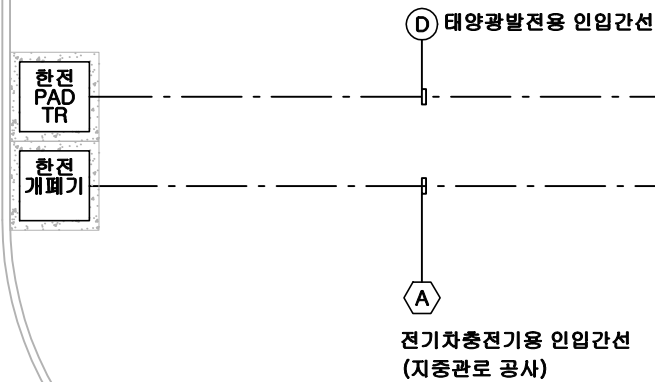 D 태양광발전용 인입간선
한전
PAD
TR
한전
개폐기
A
전기차충전기용 인입간선
(지중관로 공사)